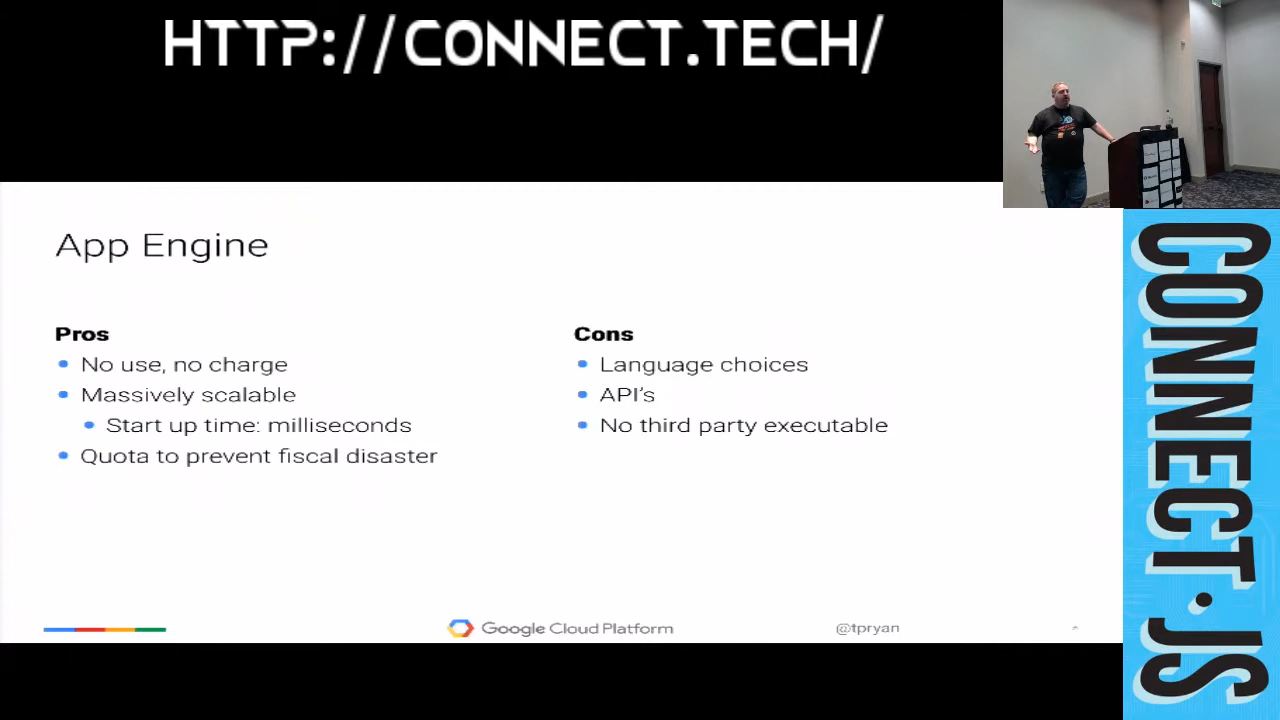 HTTP://CONNECT.TECH/
App Engine
Pros
No use, no charge
Massively scalable
Start up time: milliseconds
Quota to prevent fiscal disaster
Cons
Language choices
API's
No third party executable
Google Cloud Platform
@tpryan
CONNECT.JS